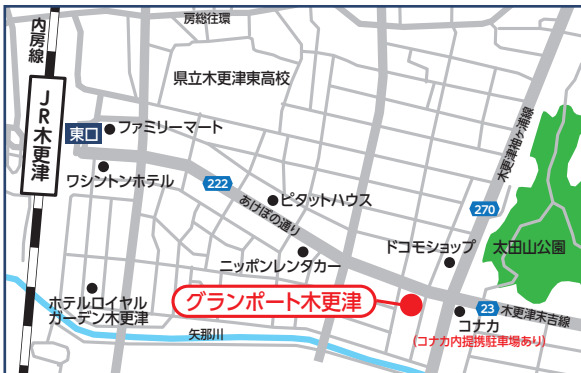 房総往環
内房線
県立木更津東高校
JR木更津
東口
ファミリーマート
ワシントンホテル
222
あけぼの通り
ピタットハウス
木更津袖ヶ浦線
270
ドコモショップ
太田山公園
ニッポンレンタカー
ホテルロイヤル
ガーデン木更津
グランポート木更津
矢那川
23
木更津末吉線
コナカ
(コナカ内提携駐車場あり)